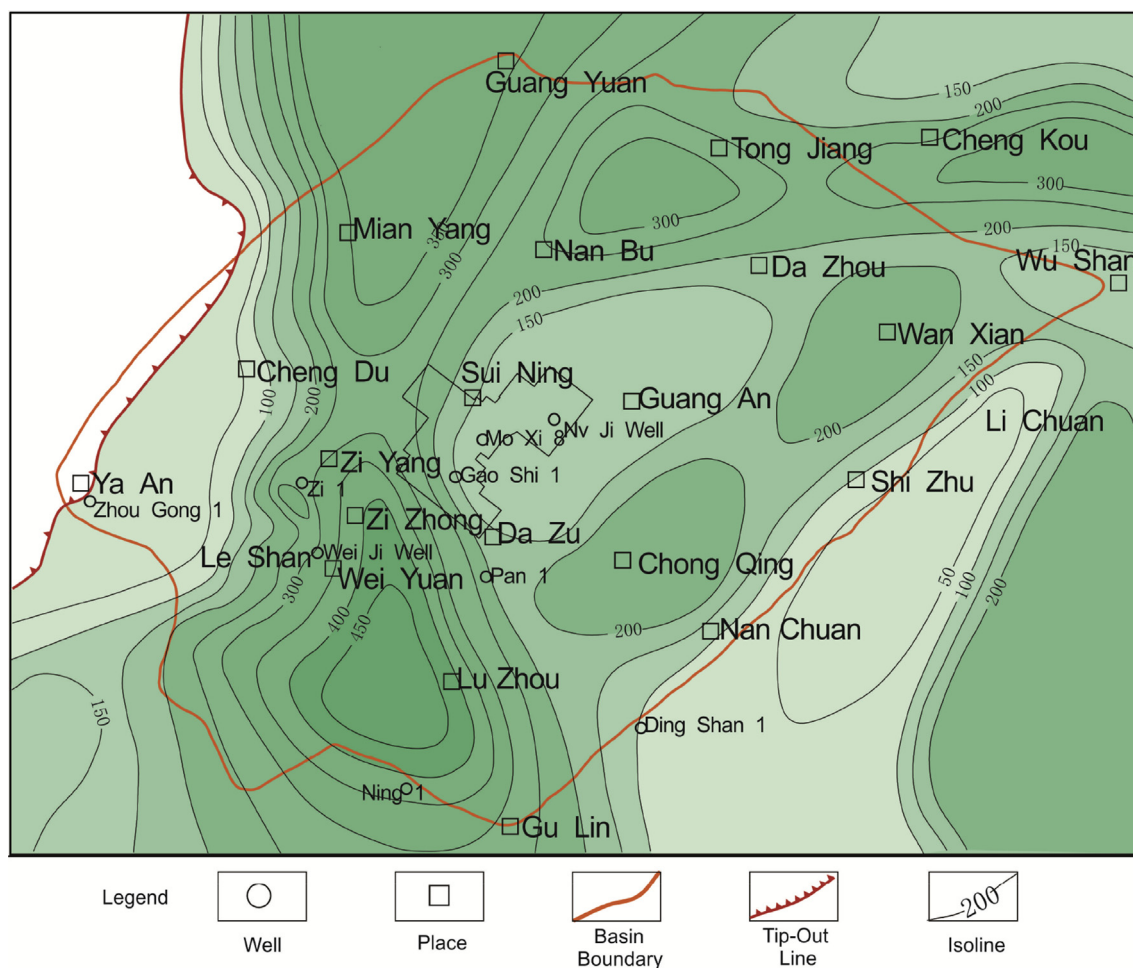 Guang Yuan
150
200
Tong Jiang
Cheng Kou
300
300
Mian Yang
350
300
Nan Bu
200
150
Wu Shan
Da Zhou
200
150
Wan Xian
Cheng Du
100
200
Sui Ning
Guang An
150
100
Li Chuan
Nv Ji Well
Mo Xi 8
200
Zi Yang
Gao Shi 1
Shi Zhu
Ya An
Zi 1
Zhou Gong 1
Zi Zhong
Da Zu
Le Shan
Wei Ji Well
Wei Yuan
Pan 1
Chong Qing
50
100
200
300
400
450
200
Nan Chuan
Lu Zhou
150
Ding Shan 1
Ning 1
Gu Lin
Legend
200
Well
Place
Basin
Boundary
Tip-Out
Line
Isoline